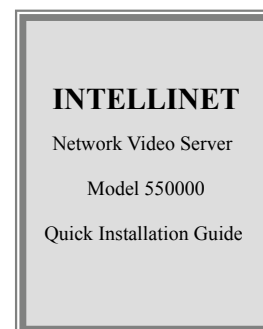 INTELLINET
Network Video Server
Model 550000
Quick Installation Guide